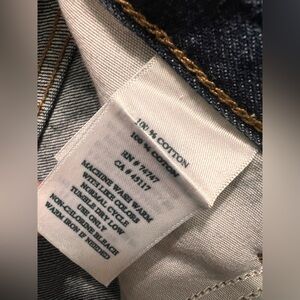 100 % COTTON
100 % COTTON
RN # 74747
CA # 45117
MACHINE WASH WARM
WITH LIKE COLORS
NORMAL CYCLE
TUMBLE DRY LOW
USE ONLY
NON-CHLORINE BLEACH
WARM IRON IF NEEDED